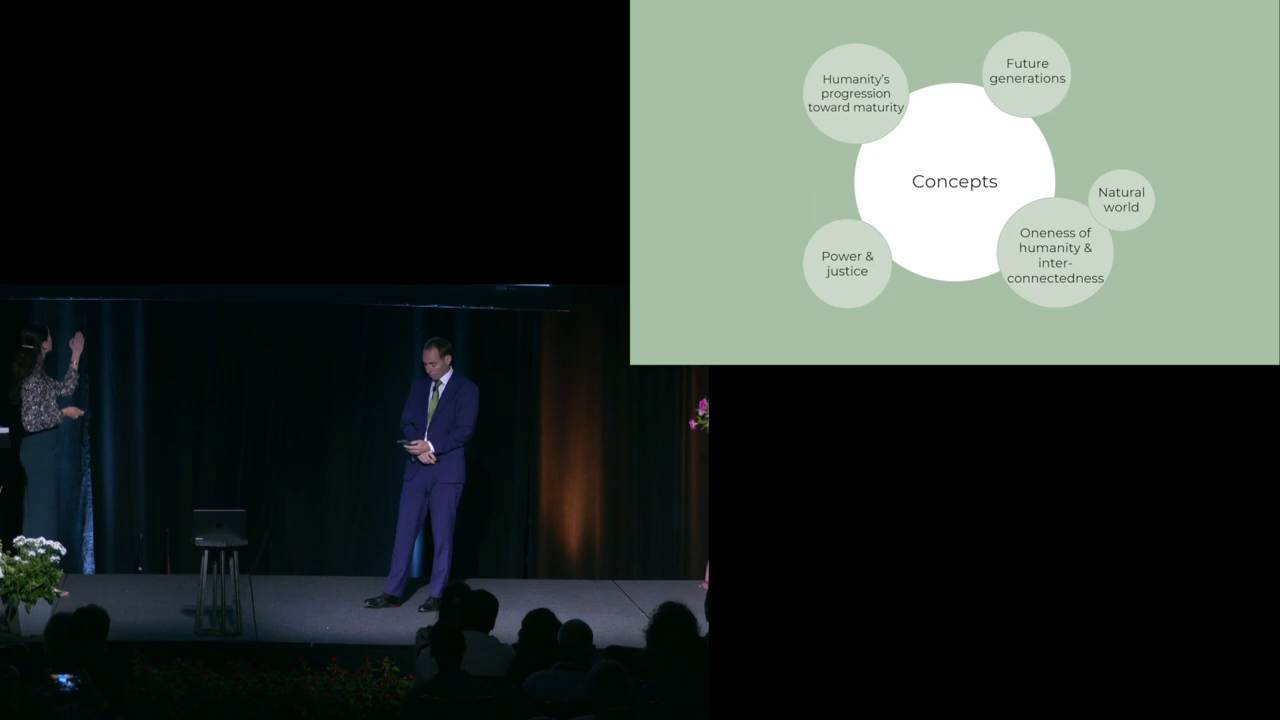 Humanity's
progression
toward maturity
Future
generations
Concepts
Natural
world
Oneness of
humanity &
inter-
connectedness
Power &
justice